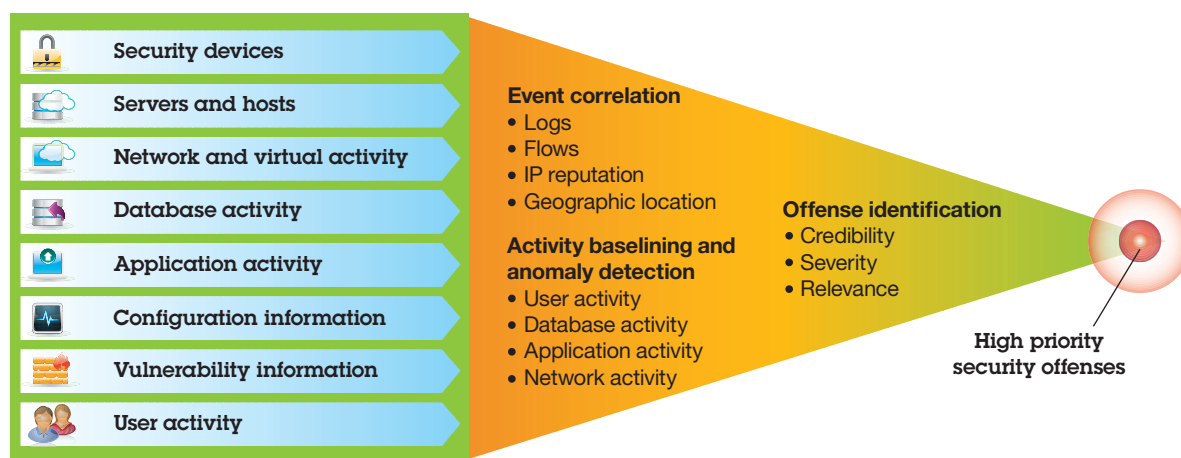 Security devices
Servers and hosts
Network and virtual activity
Database activity
Application activity
Configuration information
Vulnerability information
User activity
Event correlation
• Logs
• Flows
• IP reputation
• Geographic location
Activity baselining and
anomaly detection
• User activity
• Database activity
• Application activity
• Network activity
Offense identification
• Credibility
• Severity
• Relevance
High priority
security offenses